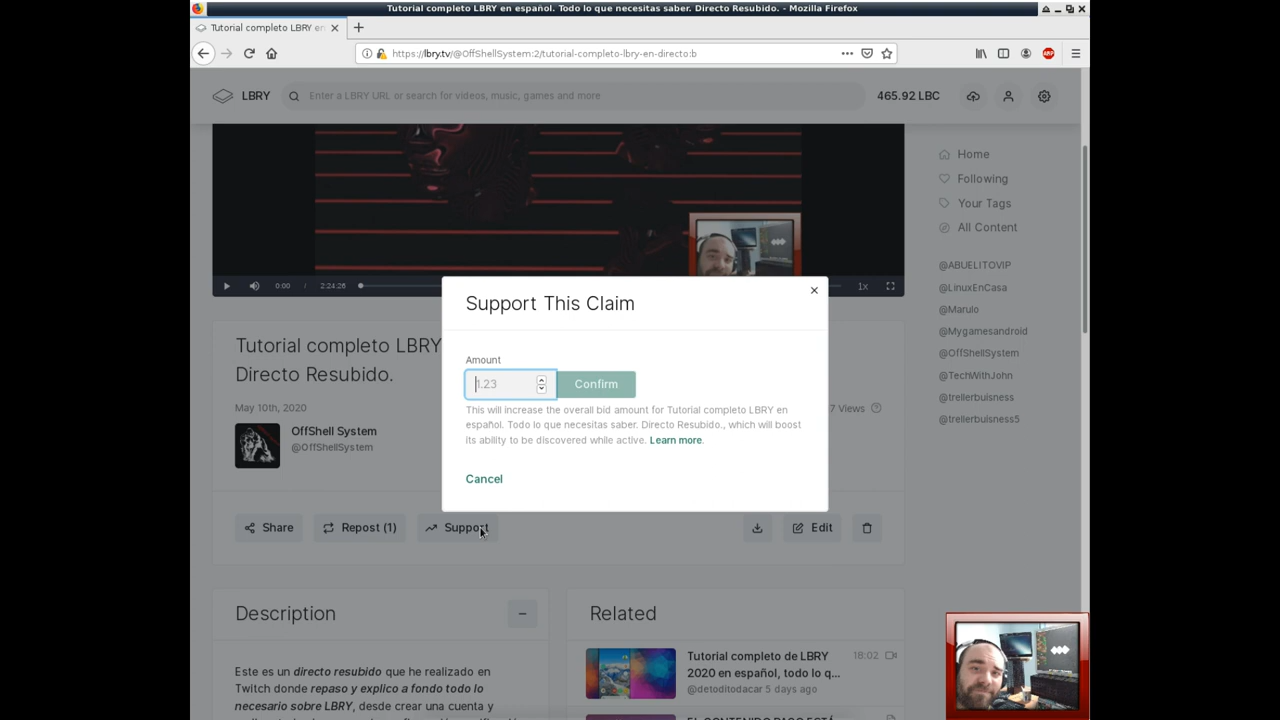 Tutorial completo LBRY en español. Todo lo que necesitas saber. Directo Resubido. - Mozilla Firefox
Tutorial completo LBRY en
https://lbry.tv/@OffShellSystem:2/tutorial-completo-lbry-en-directo:b
ABP
LBRY
Enter a LBRY URL or search for videos, music, games and more
465.92 LBC
Home
Following
Your Tags
All Content
@ABUELITOVIP
@LinuxEnCasa
@Marulo
@Mygamesandroid
@OffShellSystem
@TechWithJohn
@trellerbuisness
@trellerbuisness5
0:00 / 2:24:26
1x
Support This Claim
Amount
1.23
Confirm
This will increase the overall bid amount for Tutorial completo LBRY en
español. Todo lo que necesitas saber. Directo Resubido., which will boost
its ability to be discovered while active. Learn more.
Cancel
Tutorial completo LBRY
Directo Resubido.
May 10th, 2020
7 Views
OffShell System
@OffShellSystem
Share
Repost (1)
Support
Edit
Description
Este es un directo resubido que he realizado en
Twitch donde repaso y explico a fondo todo lo
necesario sobre LBRY, desde crear una cuenta y
Related
Tutorial completo de LBRY
2020 en español, todo lo q...
@detoditodacar 5 days ago
18:02